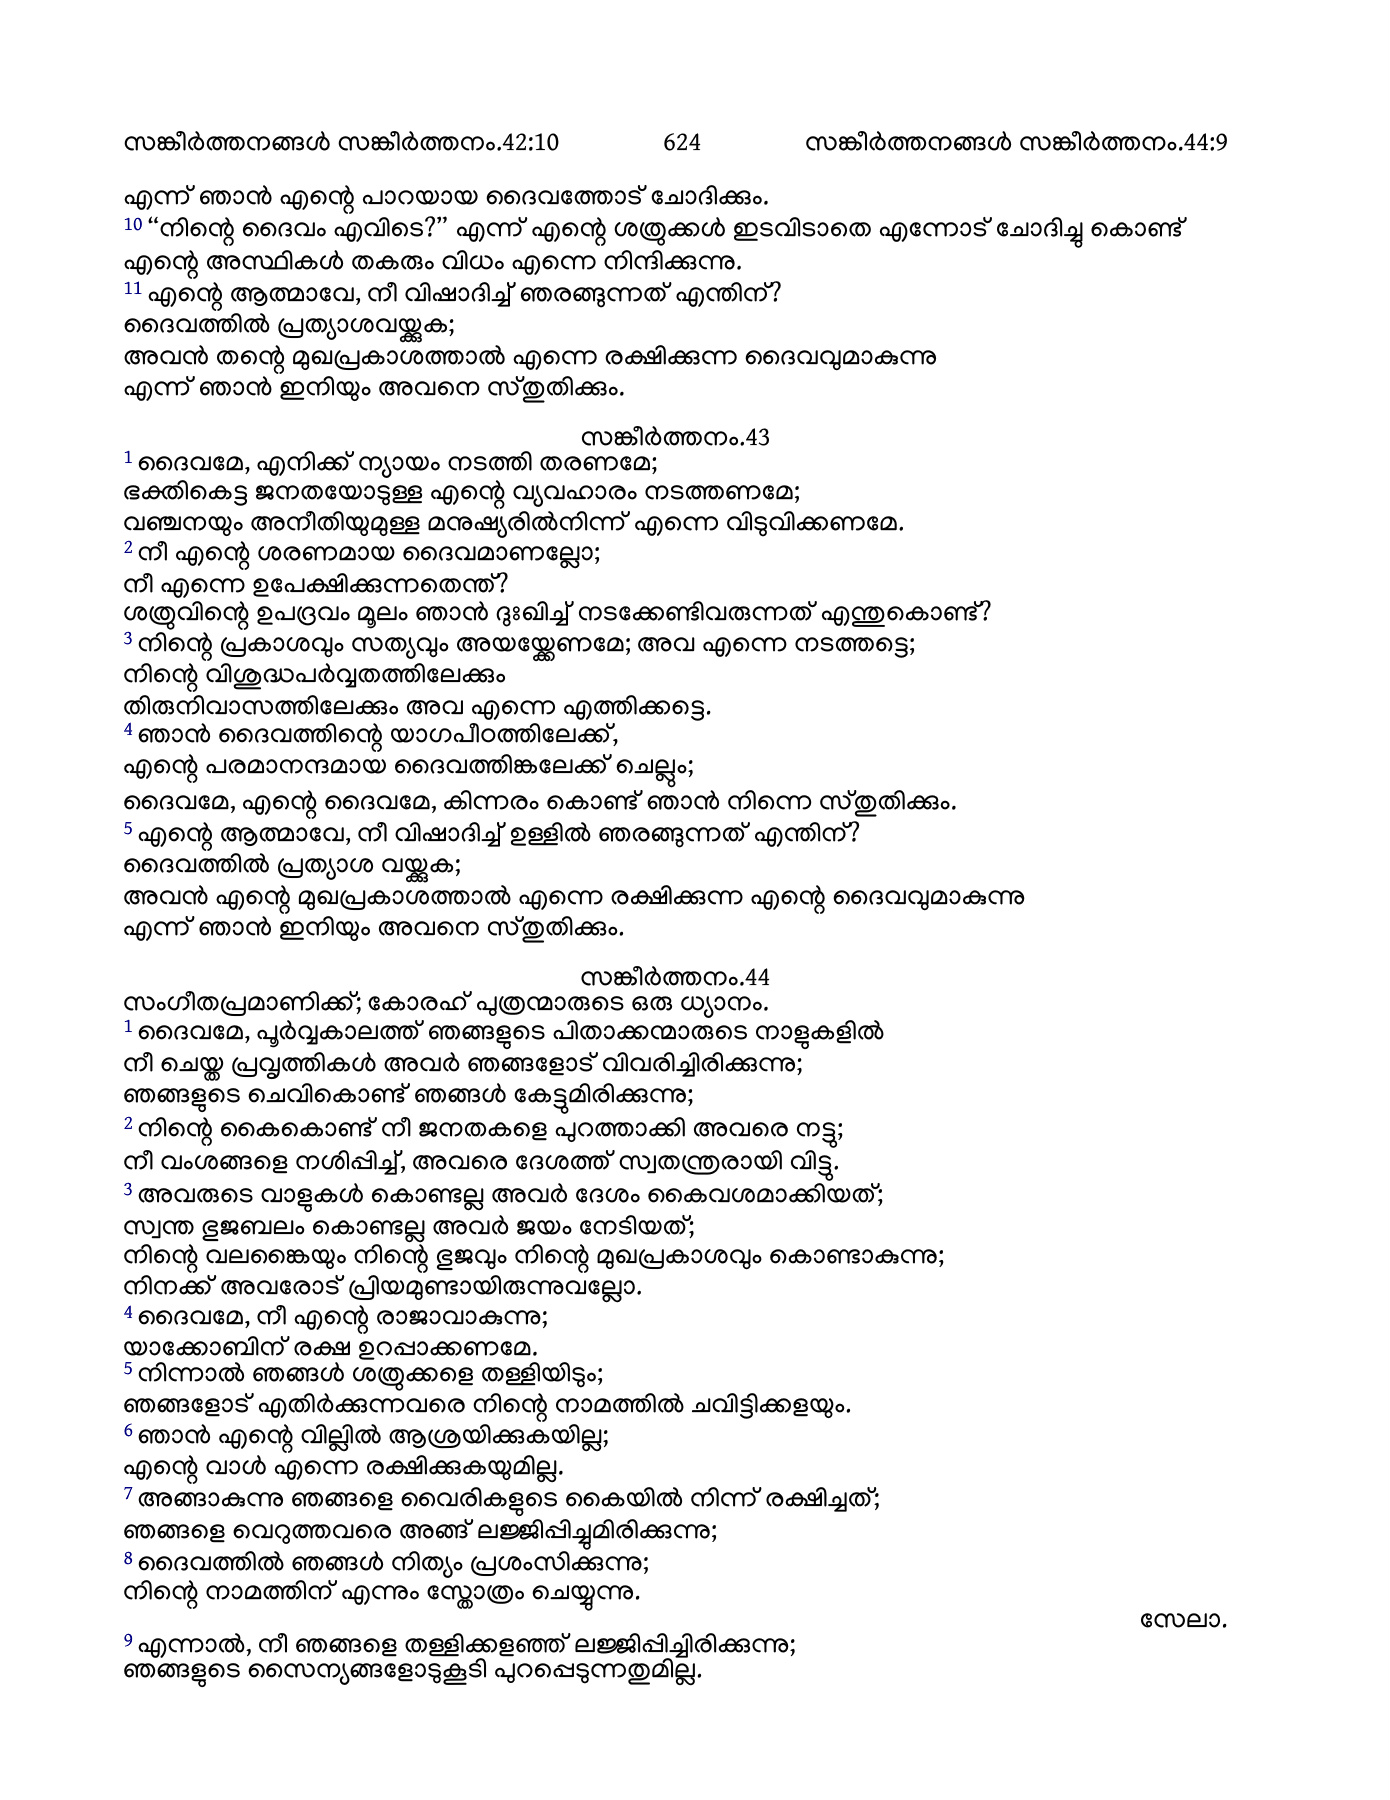 സങ്കീർത്തനങ്ങൾ സങ്കീർത്തനം.42:10 624 സങ്കീർത്തനങ്ങൾ സങ്കീർത്തനം.44:9
എന്ന് ഞാൻ എന്റെ പാറയായ ദൈവത്തോട് ചോദിക്കും.
10 “നിന്റെ ദൈവം എവിടെ?” എന്ന് എന്റെ ശത്രുക്കൾ ഇടവിടാതെ എന്നോട് ചോദിച്ചു കൊണ്ട്
എന്റെ അസ്ഥികൾ തകരും വിധം എന്നെ നിന്ദിക്കുന്നു.
11 എന്റെ ആത്മാവേ, നീ വിഷാദിച്ച് ഞരങ്ങുന്നത് എന്തിന്?
ദൈവത്തിൽ പ്രത്യാശവയ്ക്കുക;
അവൻ തന്റെ മുഖപ്രകാശത്താൽ എന്നെ രക്ഷിക്കുന്ന ദൈവവുമാകുന്നു
എന്ന് ഞാൻ ഇനിയും അവനെ സ്തുതിക്കും.
സങ്കീർത്തനം.43
1 ദൈവമേ, എനിക്ക് ന്യായം നടത്തി തരണമേ;
ഭക്തികെട്ട ജനതയോടുള്ള എന്റെ വ്യവഹാരം നടത്തണമേ;
വഞ്ചനയും അനീതിയുമുള്ള മനുഷ്യരിൽനിന്ന് എന്നെ വിടുവിക്കണമേ.
2 നീ എന്റെ ശരണമായ ദൈവമാണല്ലോ;
നീ എന്നെ ഉപേക്ഷിക്കുന്നതെന്ത്?
ശത്രുവിന്റെ ഉപദ്രവം മൂലം ഞാൻ ദുഃഖിച്ച് നടക്കേണ്ടിവരുന്നത് എന്തുകൊണ്ട്?
3 നിന്റെ പ്രകാശവും സത്യവും അയയ്ക്കേണമേ; അവ എന്നെ നടത്തട്ടെ;
നിന്റെ വിശുദ്ധപർവ്വതത്തിലേക്കും
തിരുനിവാസത്തിലേക്കും അവ എന്നെ എത്തിക്കട്ടെ.
4 ഞാൻ ദൈവത്തിന്റെ യാഗപീഠത്തിലേക്ക്,
എന്റെ പരമാനന്ദമായ ദൈവത്തിങ്കലേക്ക് ചെല്ലും;
ദൈവമേ, എന്റെ ദൈവമേ, കിന്നരം കൊണ്ട് ഞാൻ നിന്നെ സ്തുതിക്കും.
5 എന്റെ ആത്മാവേ, നീ വിഷാദിച്ച് ഉള്ളിൽ ഞരങ്ങുന്നത് എന്തിന്?
ദൈവത്തിൽ പ്രത്യാശ വയ്ക്കുക;
അവൻ എന്റെ മുഖപ്രകാശത്താൽ എന്നെ രക്ഷിക്കുന്ന എന്റെ ദൈവവുമാകുന്നു
എന്ന് ഞാൻ ഇനിയും അവനെ സ്തുതിക്കും.
സങ്കീർത്തനം.44
സംഗീതപ്രമാണിക്ക്; കോരഹ് പുത്രന്മാരുടെ ഒരു ധ്യാനം.
1 ദൈവമേ, പൂർവ്വകാലത്ത് ഞങ്ങളുടെ പിതാക്കന്മാരുടെ നാളുകളിൽ
നീ ചെയ്ത പ്രവൃത്തികൾ അവർ ഞങ്ങളോട് വിവരിച്ചിരിക്കുന്നു;
ഞങ്ങളുടെ ചെവികൊണ്ട് ഞങ്ങൾ കേട്ടുമിരിക്കുന്നു;
2 നിന്റെ കൈകൊണ്ട് നീ ജനതകളെ പുറത്താക്കി അവരെ നട്ടു;
നീ വംശങ്ങളെ നശിപ്പിച്ച്, അവരെ ദേശത്ത് സ്വതന്ത്രരായി വിട്ടു.
3 അവരുടെ വാളുകൾ കൊണ്ടല്ല അവർ ദേശം കൈവശമാക്കിയത്;
സ്വന്ത ഭുജബലം കൊണ്ടല്ല അവർ ജയം നേടിയത്;
നിന്റെ വലങ്കൈയും നിന്റെ ഭുജവും നിന്റെ മുഖപ്രകാശവും കൊണ്ടാകുന്നു;
നിനക്ക് അവരോട് പ്രിയമുണ്ടായിരുന്നുവല്ലോ.
4 ദൈവമേ, നീ എന്റെ രാജാവാകുന്നു;
യാക്കോബിന് രക്ഷ ഉറപ്പാക്കണമേ.
5 നിന്നാൽ ഞങ്ങൾ ശത്രുക്കളെ തള്ളിയിടും;
ഞങ്ങളോട് എതിർക്കുന്നവരെ നിന്റെ നാമത്തിൽ ചവിട്ടിക്കളയും.
6 ഞാൻ എന്റെ വില്ലിൽ ആശ്രയിക്കുകയില്ല;
എന്റെ വാൾ എന്നെ രക്ഷിക്കുകയുമില്ല.
7 അങ്ങാകുന്നു ഞങ്ങളെ വൈരികളുടെ കൈയിൽ നിന്ന് രക്ഷിച്ചത്;
ഞങ്ങളെ വെറുത്തവരെ അങ്ങ് ലജ്ജിപ്പിച്ചുമിരിക്കുന്നു;
8 ദൈവത്തിൽ ഞങ്ങൾ നിത്യം പ്രശംസിക്കുന്നു;
നിന്റെ നാമത്തിന് എന്നും സ്തോത്രം ചെയ്യുന്നു.
സേലാ.
9 എന്നാൽ, നീ ഞങ്ങളെ തള്ളിക്കളഞ്ഞ് ലജ്ജിപ്പിച്ചിരിക്കുന്നു;
ഞങ്ങളുടെ സൈന്യങ്ങളോടുകൂടി പുറപ്പെടുന്നതുമില്ല.